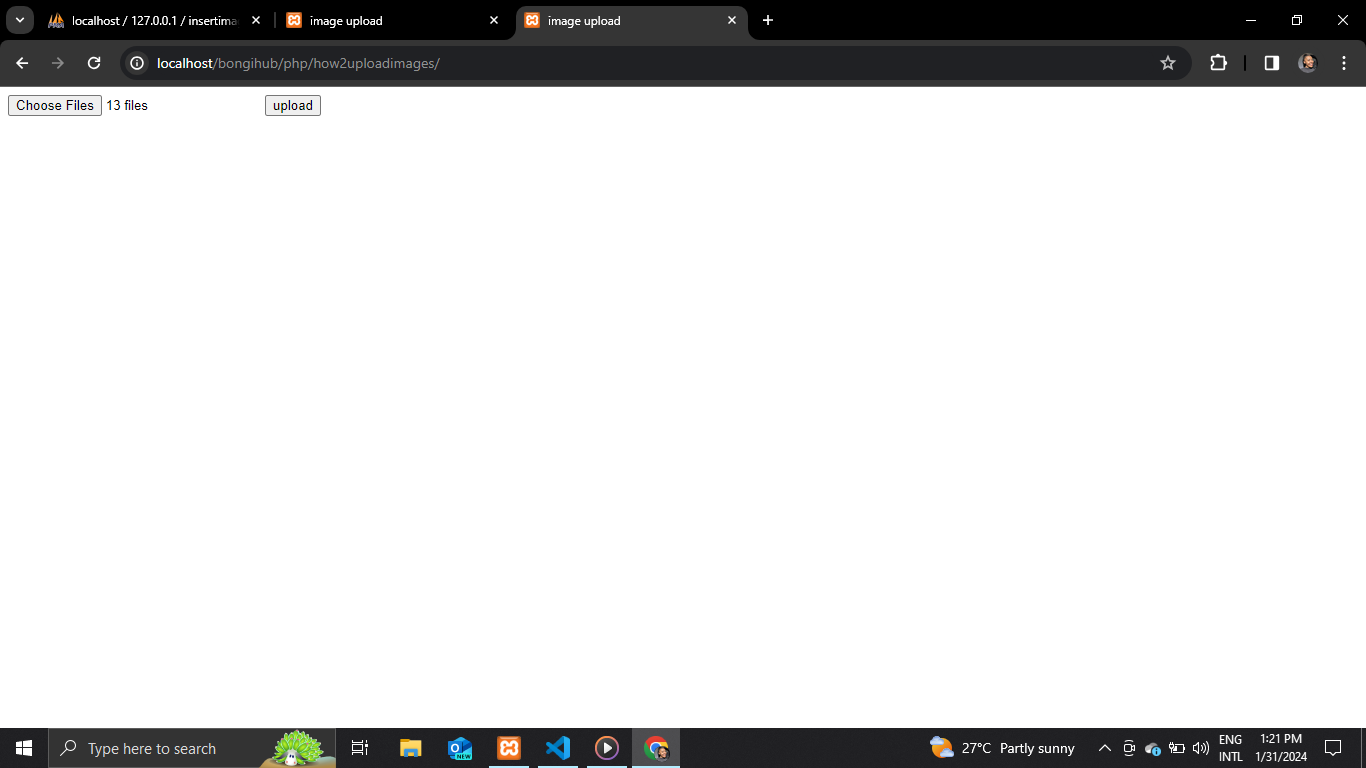 localhost / 127.0.0.1 / insertima
image upload
image upload
localhost/bongihub/php/how2uploadimages/
Choose Files 13 files upload
Type here to search
NEW
27°C Partly sunny
ENG
INTL
1:21 PM
1/31/2024